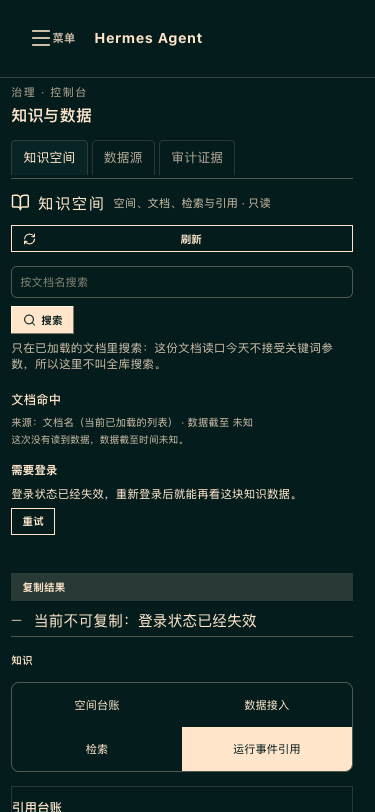 菜单 Hermes Agent
治理 · 控制台
知识与数据
知识空间 数据源 审计证据
知识空间 空间、文档、检索与引用 · 只读
刷新
按文档名搜索
搜索
只在已加载的文档里搜索：这份文档读口今天不接受关键词参
数，所以这里不叫全库搜索。
文档命中
来源：文档名（当前已加载的列表） · 数据截至 未知
这次没有读到数据，数据截至时间未知。
需要登录
登录状态已经失效，重新登录后就能再看这块知识数据。
重试
复制结果
— 当前不可复制：登录状态已经失效
知识
空间台账 数据接入
检索 运行事件引用
引用台账